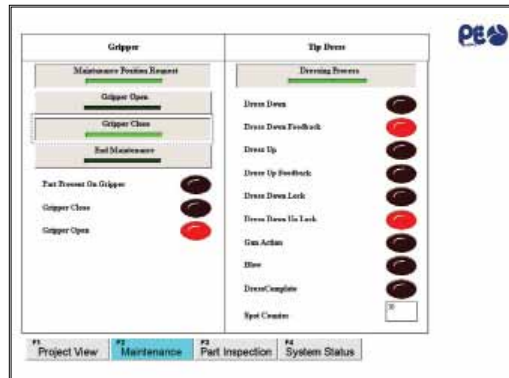 PE
Gripper
Maintenance Position Request
Gripper Open
Gripper Close
End Maintenance
Part Present On Gripper
Gripper Close
Gripper Open
Tip Dress
Dressing Process
Dress Down
Dress Down Feedback
Dress Up
Dress Up Feedback
Dress Down Lock
Dress Down Un Lock
Gun Action
Blow
DressComplete
Spot Counter
F1 Project View
F2 Maintenance
F3 Part Inspection
F4 System Status